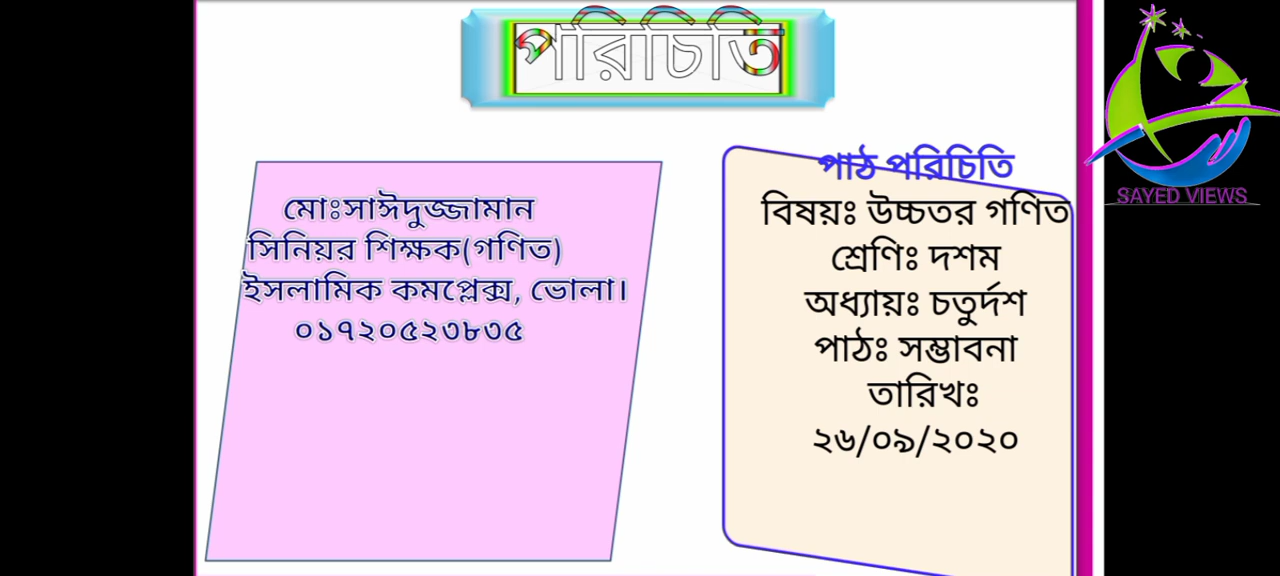 পরিচিতি
মোঃসাঈদুজ্জামান
সিনিয়র শিক্ষক(গণিত)
ইসলামিক কমপ্লেক্স, ভোলা।
০১৭২০৫২৩৮৩৫
পাঠ পরিচিতি
বিষয়ঃ উচ্চতর গণিত
শ্রেণিঃ দশম
অধ্যায়ঃ চতুর্দশ
পাঠঃ সম্ভাবনা
তারিখঃ
২৬/০৯/২০২০
SAYED VIEWS